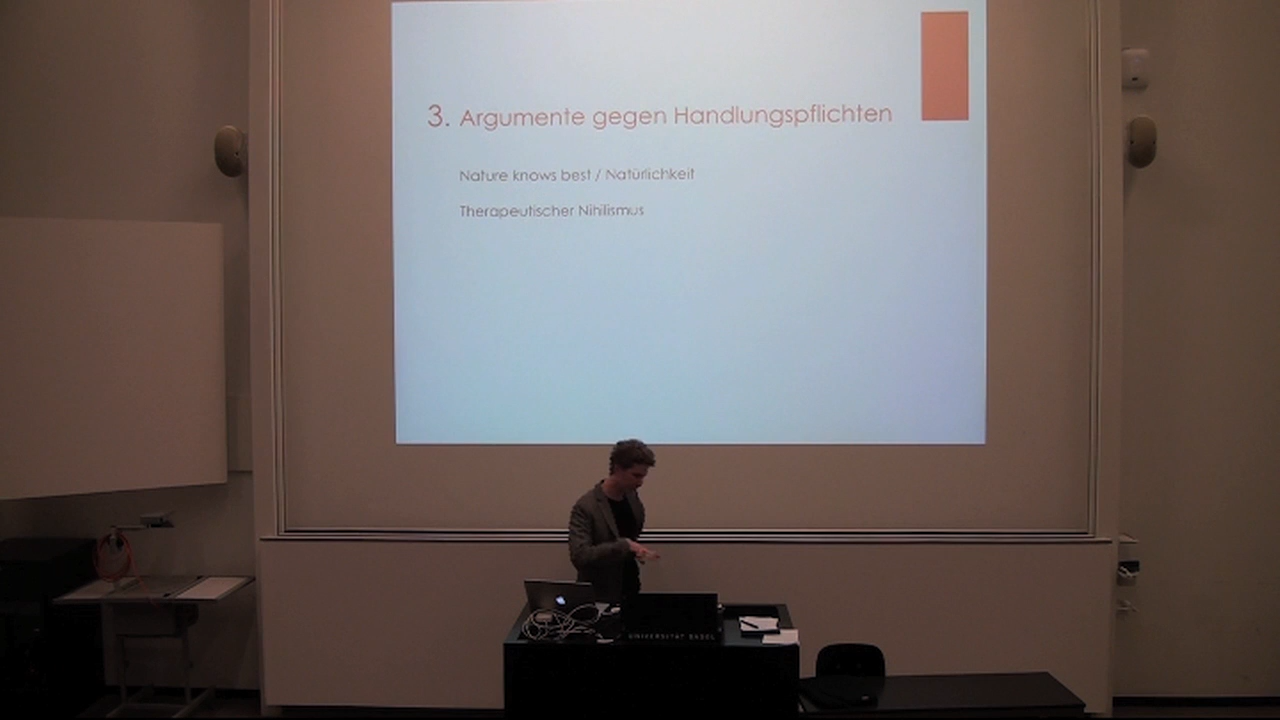 3. Argumente gegen Handlungspflichten
Nature knows best / Natürlichkeit
Therapeutischer Nihilismus
UNIVERSITÄT BASEL